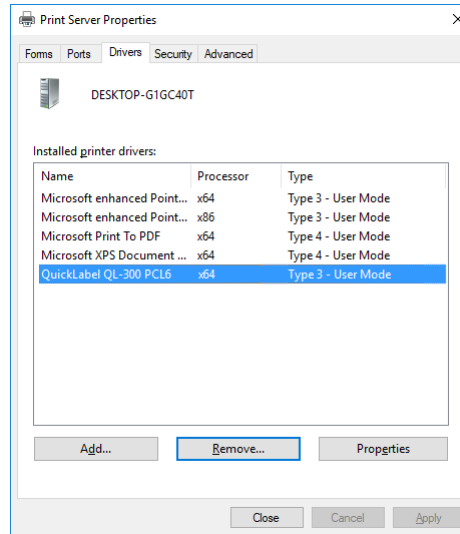 Print Server Properties
Forms Ports Drivers Security Advanced
DESKTOP-G1GC40T
Installed printer drivers:
Name Processor Type
Microsoft enhanced Point... x64 Type 3 - User Mode
Microsoft enhanced Point... x86 Type 3 - User Mode
Microsoft Print To PDF x64 Type 4 - User Mode
Microsoft XPS Document ... x64 Type 4 - User Mode
QuickLabel QL-300 PCL6 x64 Type 3 - User Mode
Add... Remove... Properties
Close Cancel Apply